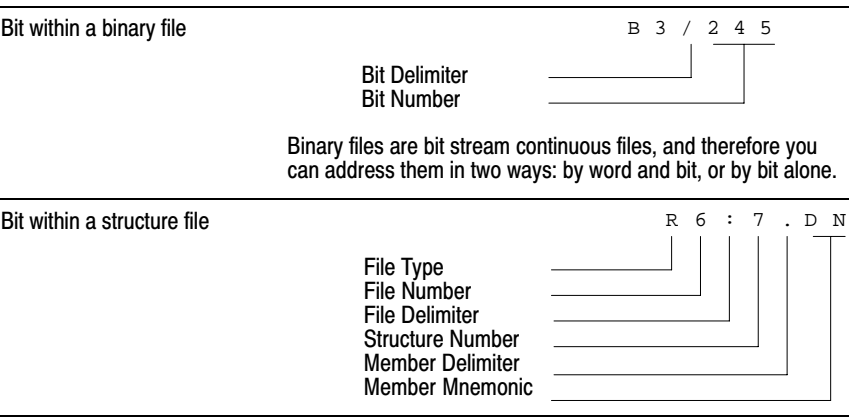 Bit within a binary file
B 3 / 2 4 5
Bit Delimiter
Bit Number
Binary files are bit stream continuous files, and therefore you
can address them in two ways: by word and bit, or by bit alone.
Bit within a structure file
R 6 : 7 . D N
File Type
File Number
File Delimiter
Structure Number
Member Delimiter
Member Mnemonic